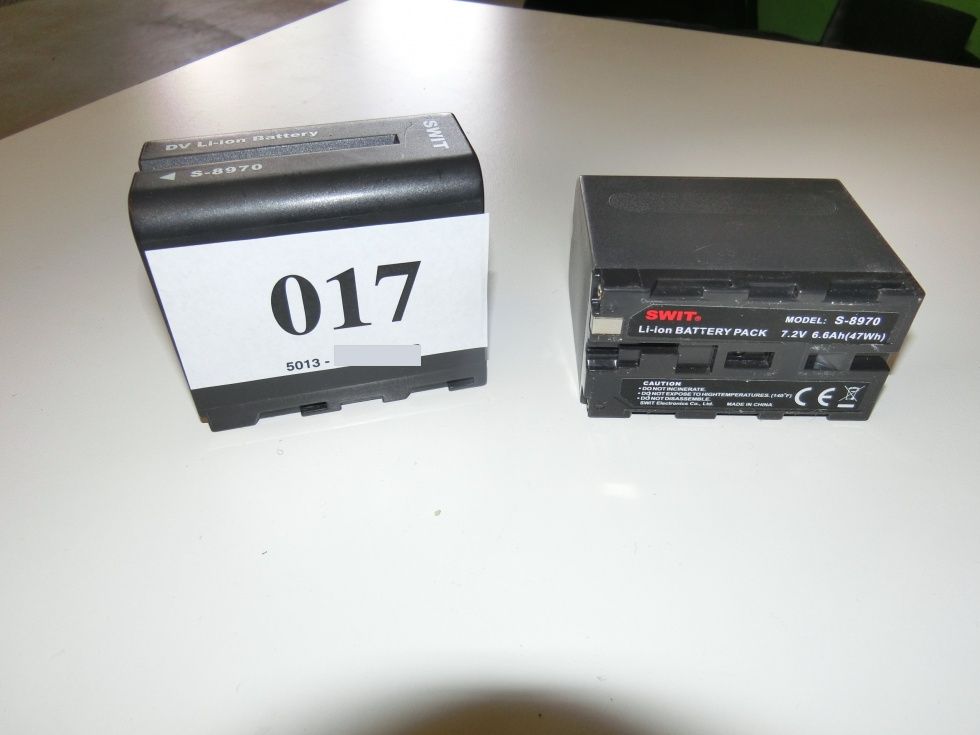 DV Li-ion Battery
SWIT
◀ S-8970
017
5013 -
SWIT®
MODEL: S-8970
Li-ion BATTERY PACK 7.2V 6.6Ah(47Wh)
CAUTION
• DO NOT INCINERATE.
• DO NOT EXPOSE TO HIGHTEMPERATURES. (140°F)
• DO NOT DISASSEMBLE.
SWIT Electronics Co., Ltd. MADE IN CHINA
CE